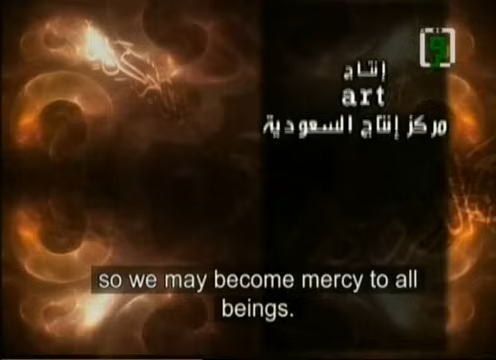 إنتاج
art
مركز إنتاج السعودية
so we may become mercy to all
beings.